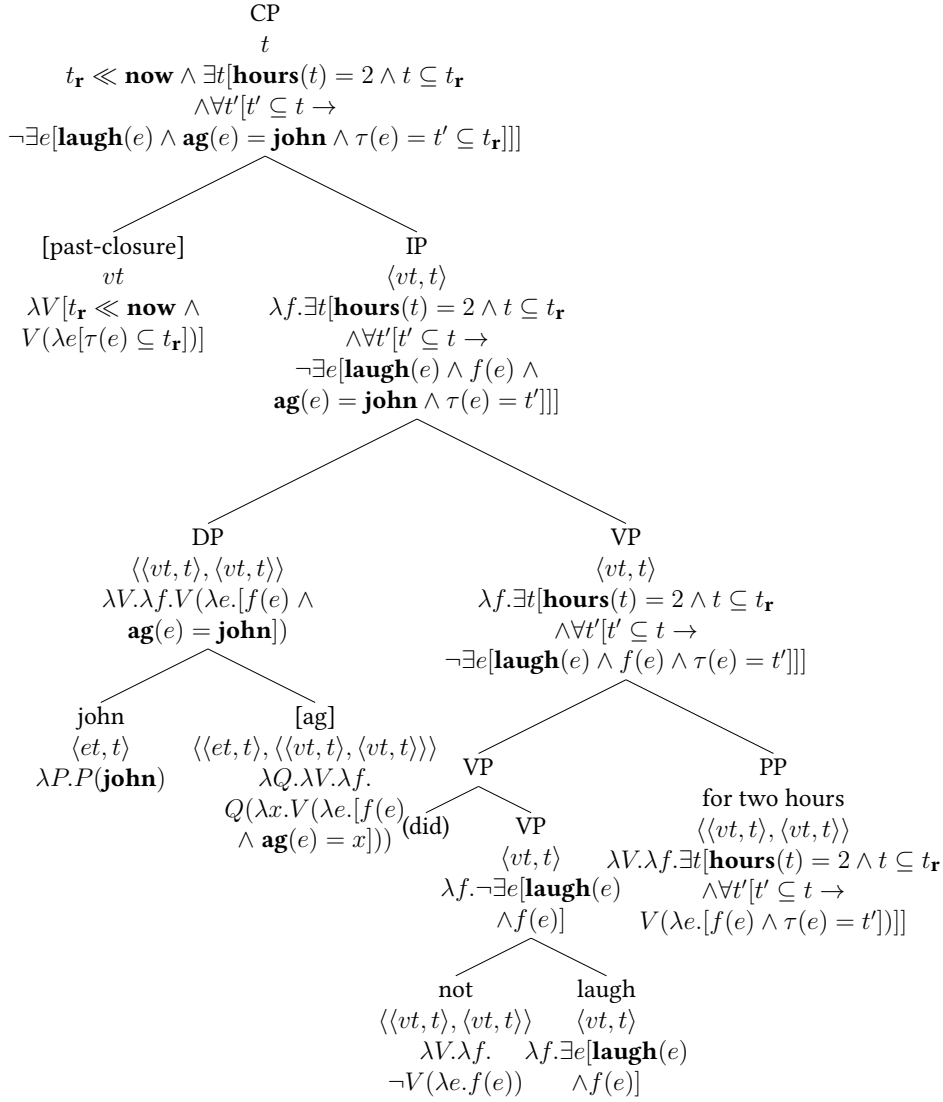 CP
t
t_r ≪ now ∧ ∃t[hours(t) = 2 ∧ t ⊆ t_r
∧∀t′[t′ ⊆ t →
¬∃e[laugh(e) ∧ ag(e) = john ∧ τ(e) = t′ ⊆ t_r]]]
[past-closure]
vt
λV[t_r ≪ now ∧
V(λe[τ(e) ⊆ t_r])]
IP
⟨vt, t⟩
λf.∃t[hours(t) = 2 ∧ t ⊆ t_r
∧∀t′[t′ ⊆ t →
¬∃e[laugh(e) ∧ f(e) ∧
ag(e) = john ∧ τ(e) = t′]]]
DP
⟨⟨vt, t⟩, ⟨vt, t⟩⟩
λV.λf.V(λe.[f(e) ∧
ag(e) = john])
VP
⟨vt, t⟩
λf.∃t[hours(t) = 2 ∧ t ⊆ t_r
∧∀t′[t′ ⊆ t →
¬∃e[laugh(e) ∧ f(e) ∧ τ(e) = t′]]]
john
⟨et, t⟩
λP.P(john)
[ag]
⟨⟨et, t⟩, ⟨⟨vt, t⟩, ⟨vt, t⟩⟩⟩
λQ.λV.λf.
Q(λx.V(λe.[f(e)
∧ ag(e) = x]))
VP
(did)
VP
⟨vt, t⟩
λf.¬∃e[laugh(e)
∧f(e)]
PP
for two hours
⟨⟨vt, t⟩, ⟨vt, t⟩⟩
λV.λf.∃t[hours(t) = 2 ∧ t ⊆ t_r
∧∀t′[t′ ⊆ t →
V(λe.[f(e) ∧ τ(e) = t′])]]
not
⟨⟨vt, t⟩, ⟨vt, t⟩⟩
λV.λf.
¬V(λe.f(e))
laugh
⟨vt, t⟩
λf.∃e[laugh(e)
∧f(e)]